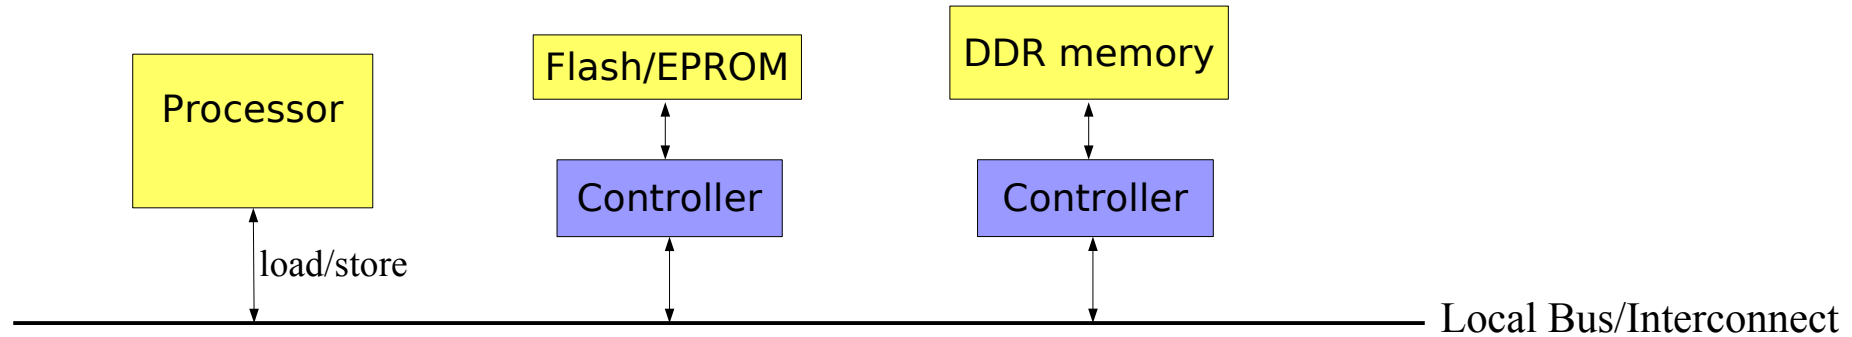 Processor
load/store
Flash/EPROM
Controller
DDR memory
Controller
Local Bus/Interconnect